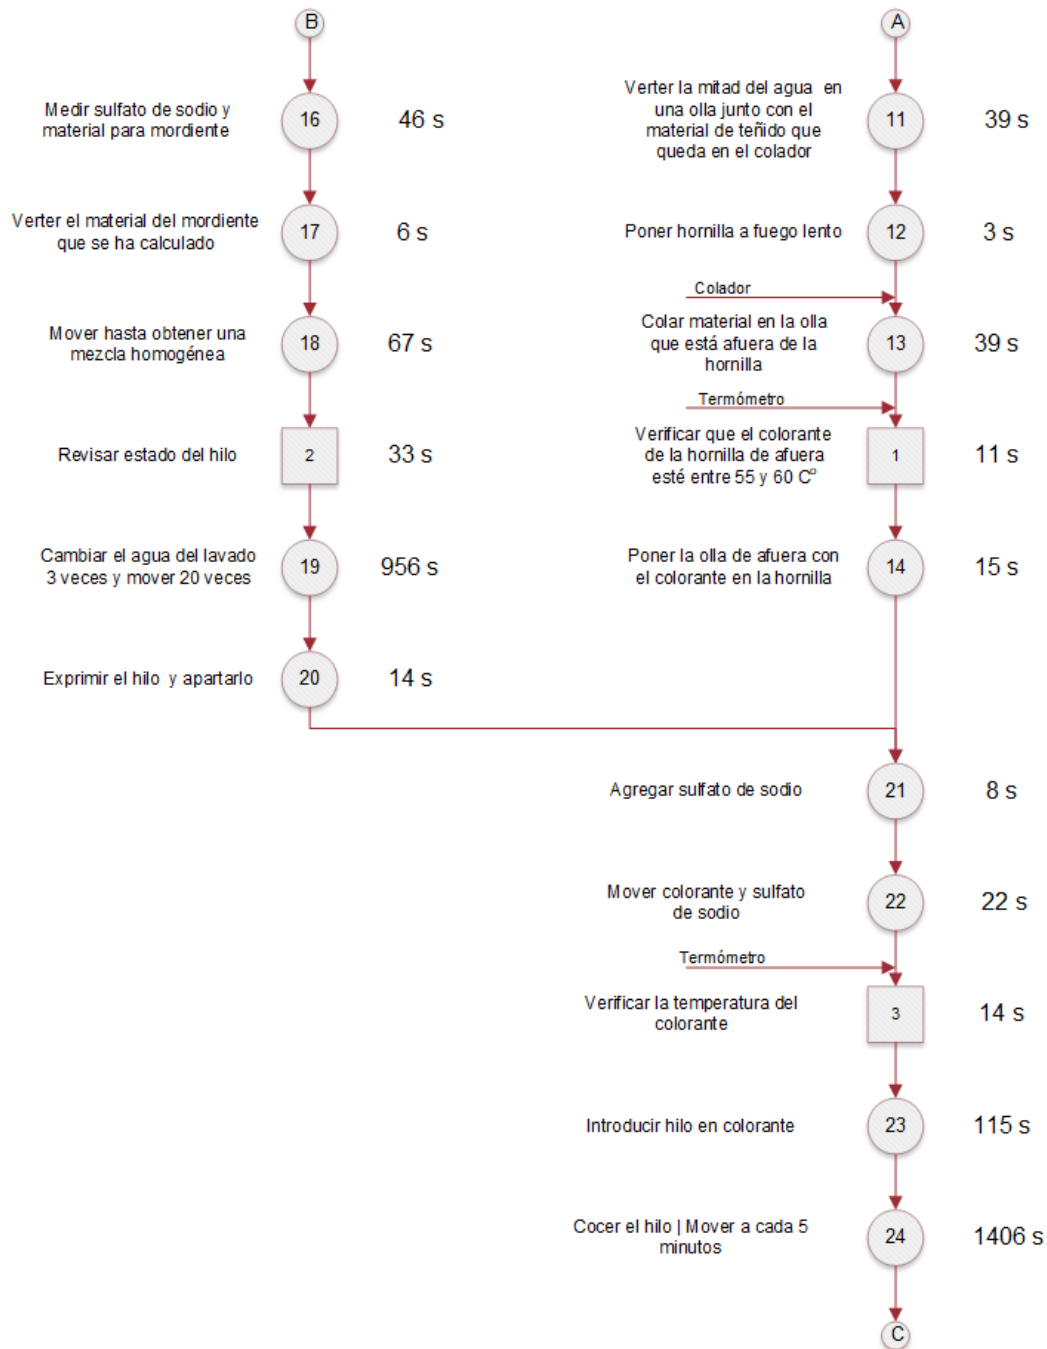 B
A
Medir sulfato de sodio y
material para mordiente
16
46 s
Verter la mitad del agua en
una olla junto con el
material de teñido que
queda en el colador
11
39 s
Verter el material del mordiente
que se ha calculado
17
6 s
Poner hornilla a fuego lento
12
3 s
Colador
Mover hasta obtener una
mezcla homogénea
18
67 s
Colar material en la olla
que está afuera de la
hornilla
13
39 s
Termómetro
Revisar estado del hilo
2
33 s
Verificar que el colorante
de la hornilla de afuera
esté entre 55 y 60 C°
1
11 s
Cambiar el agua del lavado
3 veces y mover 20 veces
19
956 s
Poner la olla de afuera con
el colorante en la hornilla
14
15 s
Exprimir el hilo y apartarlo
20
14 s
Agregar sulfato de sodio
21
8 s
Mover colorante y sulfato
de sodio
22
22 s
Termómetro
Verificar la temperatura del
colorante
3
14 s
Introducir hilo en colorante
23
115 s
Cocer el hilo | Mover a cada 5
minutos
24
1406 s
C